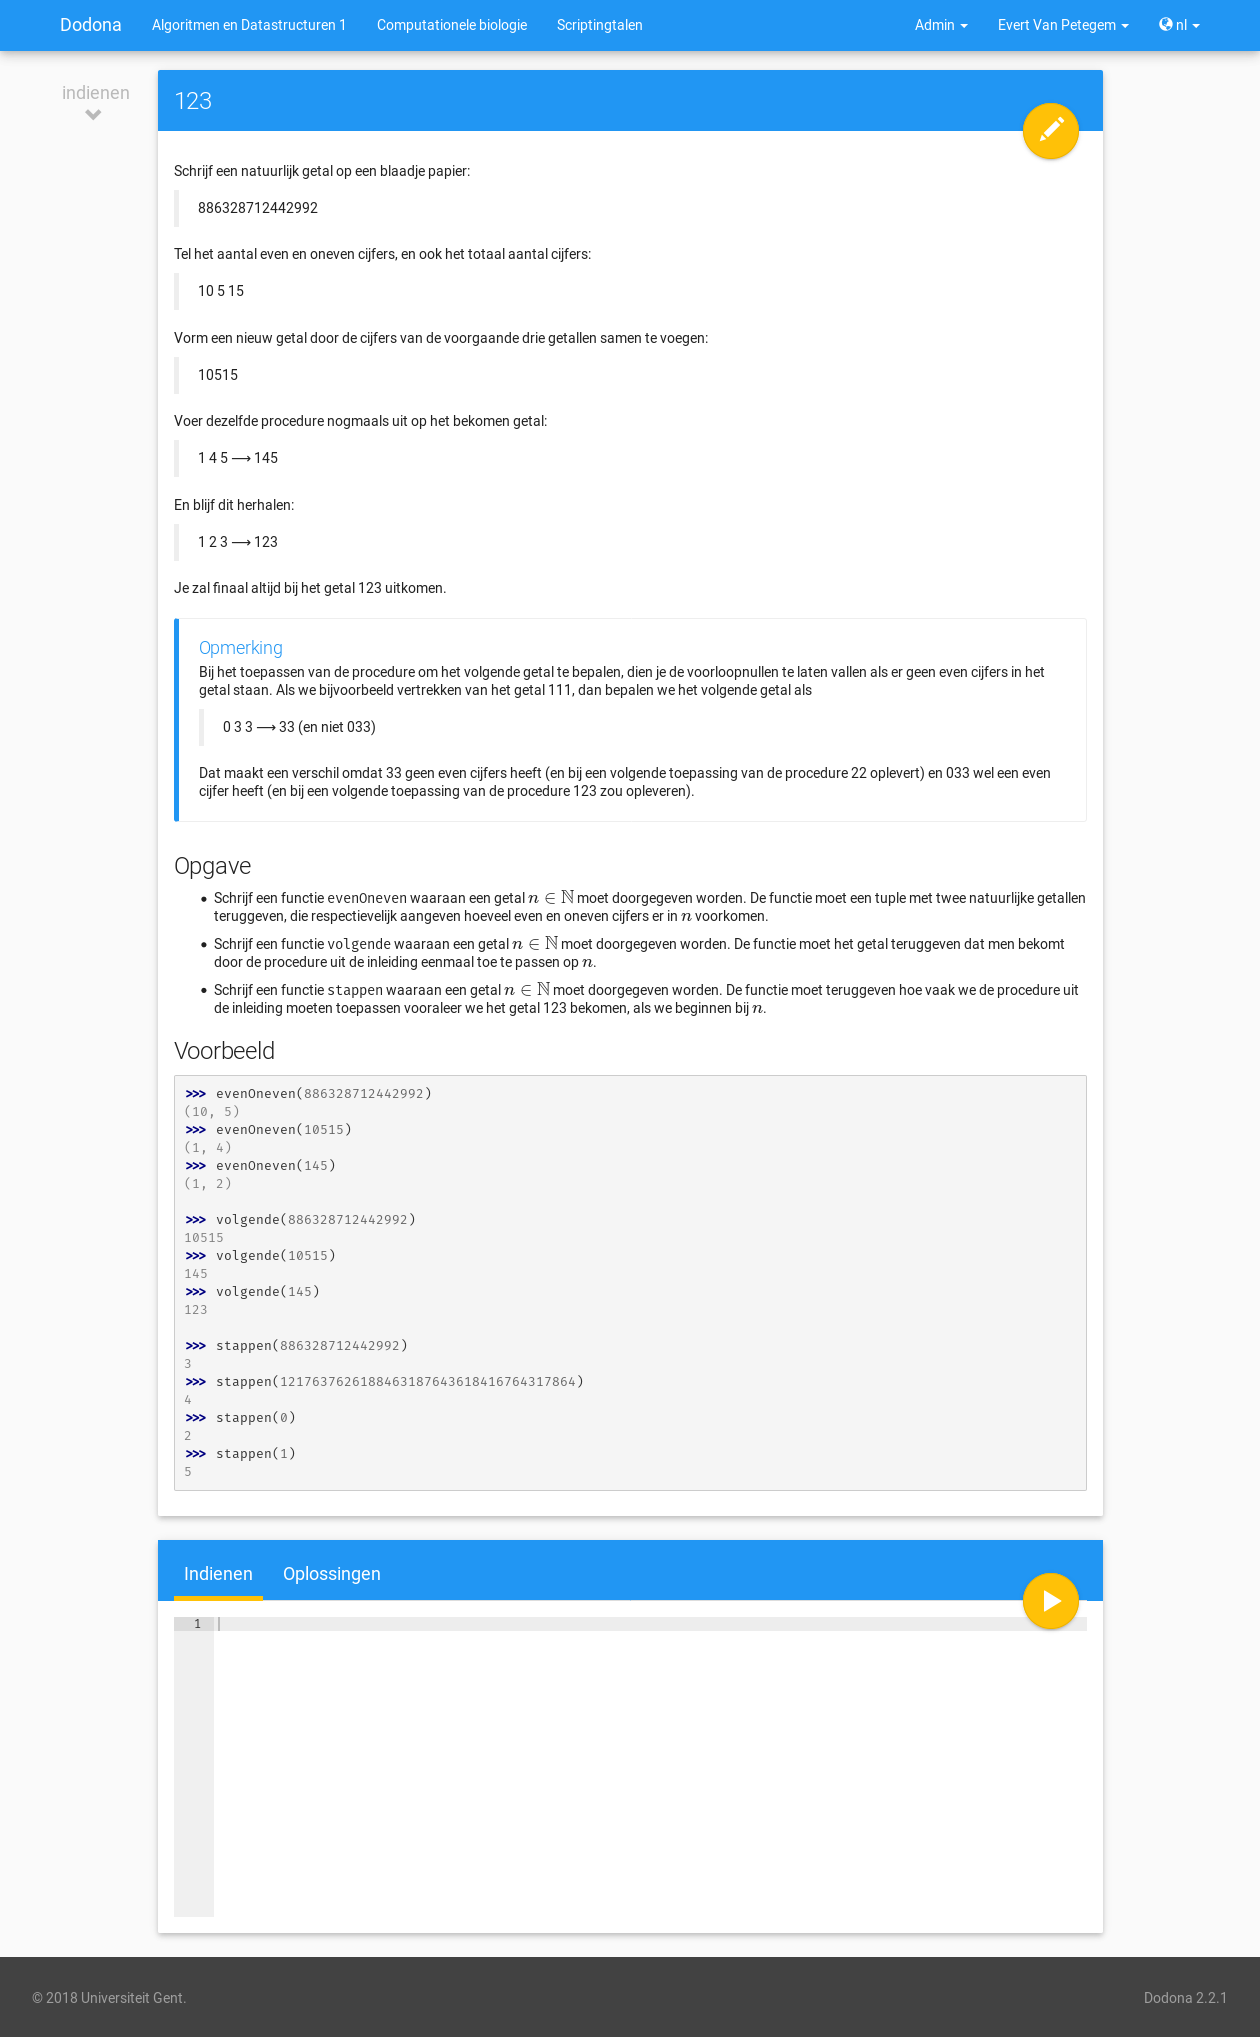 Dodona Algoritmen en Datastructuren 1 Computationele biologie Scriptingtalen Admin Evert Van Petegem nl
indienen
123
Schrijf een natuurlijk getal op een blaadje papier:
886328712442992
Tel het aantal even en oneven cijfers, en ook het totaal aantal cijfers:
10 5 15
Vorm een nieuw getal door de cijfers van de voorgaande drie getallen samen te voegen:
10515
Voer dezelfde procedure nogmaals uit op het bekomen getal:
1 4 5 ⟶ 145
En blijf dit herhalen:
1 2 3 ⟶ 123
Je zal finaal altijd bij het getal 123 uitkomen.
Opmerking
Bij het toepassen van de procedure om het volgende getal te bepalen, dien je de voorloopnullen te laten vallen als er geen even cijfers in het
getal staan. Als we bijvoorbeeld vertrekken van het getal 111, dan bepalen we het volgende getal als
0 3 3 ⟶ 33 (en niet 033)
Dat maakt een verschil omdat 33 geen even cijfers heeft (en bij een volgende toepassing van de procedure 22 oplevert) en 033 wel een even
cijfer heeft (en bij een volgende toepassing van de procedure 123 zou opleveren).
Opgave
• Schrijf een functie evenOneven waaraan een getal n ∈ ℕ moet doorgegeven worden. De functie moet een tuple met twee natuurlijke getallen
teruggeven, die respectievelijk aangeven hoeveel even en oneven cijfers er in n voorkomen.
• Schrijf een functie volgende waaraan een getal n ∈ ℕ moet doorgegeven worden. De functie moet het getal teruggeven dat men bekomt
door de procedure uit de inleiding eenmaal toe te passen op n.
• Schrijf een functie stappen waaraan een getal n ∈ ℕ moet doorgegeven worden. De functie moet teruggeven hoe vaak we de procedure uit
de inleiding moeten toepassen vooraleer we het getal 123 bekomen, als we beginnen bij n.
Voorbeeld
>>> evenOneven(886328712442992)
(10, 5)
>>> evenOneven(10515)
(1, 4)
>>> evenOneven(145)
(1, 2)
>>> volgende(886328712442992)
10515
>>> volgende(10515)
145
>>> volgende(145)
123
>>> stappen(886328712442992)
3
>>> stappen(1217637626188463187643618416764317864)
4
>>> stappen(0)
2
>>> stappen(1)
5
Indienen Oplossingen
1
© 2018 Universiteit Gent. Dodona 2.2.1